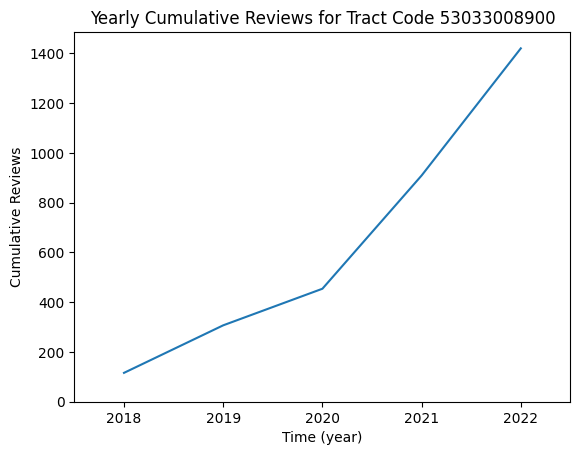 Yearly Cumulative Reviews for Tract Code 53033008900
1400
1200
1000
800
600
400
200
0
Cumulative Reviews
2018 2019 2020 2021 2022
Time (year)